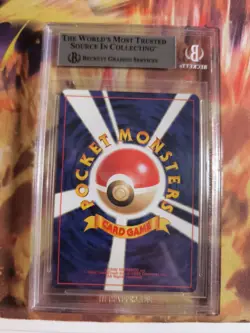 THE WORLD'S MOST TRUSTED
SOURCE IN COLLECTING
BECKETT GRADING SERVICES
POCKET MONSTERS
CARD GAME